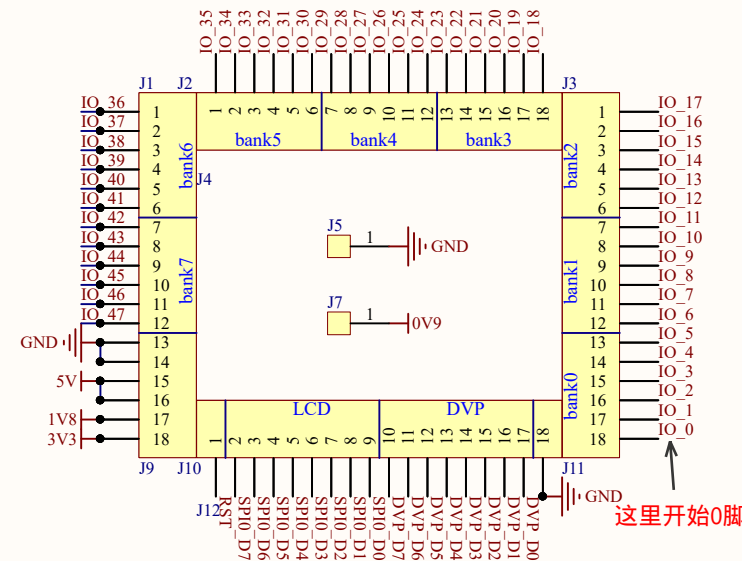 IO_35
IO_34
IO_33
IO_32
IO_31
IO_30
IO_29
IO_28
IO_27
IO_26
IO_25
IO_24
IO_23
IO_22
IO_21
IO_20
IO_19
IO_18
J1
J2
J3
1 2 3 4 5 6 7 8 9 10 11 12 13 14 15 16 17 18
bank5 bank4 bank3
IO_36 1
IO_37 2
IO_38 3
IO_39 4
IO_40 5
IO_41 6
IO_42 7
IO_43 8
IO_44 9
IO_45 10
IO_46 11
IO_47 12
GND
13
14
5V
15
16
1V8 17
3V3 18
bank6
bank7
J4
J5
1
GND
J7
1
0V9
1 IO_17
2 IO_16
3 IO_15
4 IO_14
5 IO_13
6 IO_12
7 IO_11
8 IO_10
9 IO_9
10 IO_8
11 IO_7
12 IO_6
13 IO_5
14 IO_4
15 IO_3
16 IO_2
17 IO_1
18 IO_0
bank2
bank1
bank0
LCD DVP
1 2 3 4 5 6 7 8 9 10 11 12 13 14 15 16 17 18
J9
J10
J11
J12
RST
SPI0_D7
SPI0_D6
SPI0_D5
SPI0_D4
SPI0_D3
SPI0_D2
SPI0_D1
SPI0_D0
DVP_D7
DVP_D6
DVP_D5
DVP_D4
DVP_D3
DVP_D2
DVP_D1
DVP_D0
GND
这里开始0脚